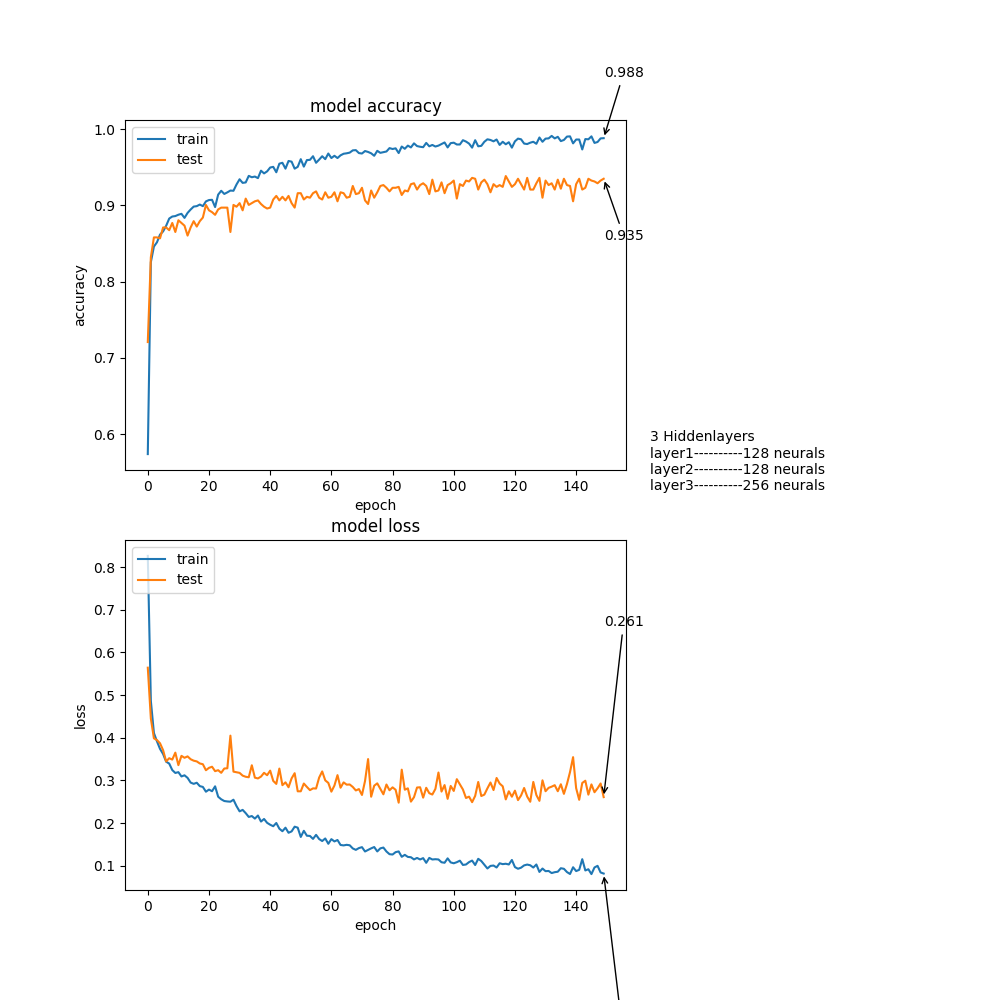 0.988
model accuracy
train
test
1.0
0.9
0.8
0.7
0.6
accuracy
0.935
0 20 40 60 80 100 120 140
epoch
3 Hiddenlayers
layer1----------128 neurals
layer2----------128 neurals
layer3----------256 neurals
model loss
train
test
0.8
0.7
0.6
0.5
0.4
0.3
0.2
0.1
loss
0.261
0 20 40 60 80 100 120 140
epoch